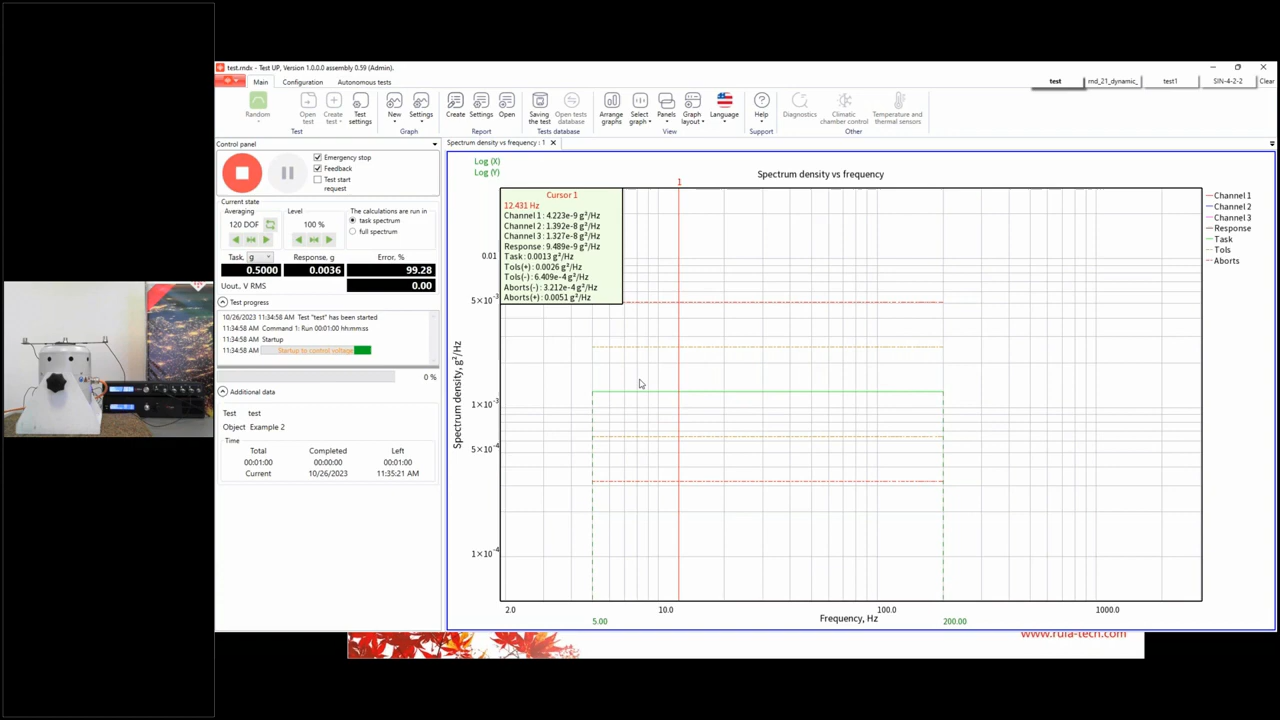 test.rndx - Test UP, Version 1.0.0.0 assembly 0.59 (Admin).
Main Configuration Autonomous tests
test rnd_21_dynamic_ test1 SIN-4-2-2 Clear
Random Open test Create test Test settings New Settings Create Settings Open Saving the test Open tests database Arrange graphs Select graph Panels Graph layout Language Help Diagnostics Climatic chamber control Temperature and thermal sensors
Test Graph Report Tests database View Support Other
Control panel
Emergency stop
Feedback
Test start request
Current state
Averaging Level The calculations are run in
120 DOF 100 % task spectrum
full spectrum
Task, g Response, g Error, %
0.5000 0.0036 99.28
Uout., V RMS 0.00
Test progress
10/26/2023 11:34:58 AM Test "test" has been started
11:34:58 AM Command 1: Run 00:01:00 hh:mm:ss
11:34:58 AM Startup
11:34:58 AM Startup to control voltage
0 %
Additional data
Test test
Object Example 2
Time
Total Completed Left
00:01:00 00:00:00 00:01:00
Current 10/26/2023 11:35:21 AM
Spectrum density vs frequency : 1
Log (X)
Log (Y)
Spectrum density vs frequency
1
Cursor 1
12.431 Hz
Channel 1 : 4.223e-9 g²/Hz
Channel 2 : 1.392e-8 g²/Hz
Channel 3 : 1.327e-8 g²/Hz
Response : 9.489e-9 g²/Hz
Task : 0.0013 g²/Hz
Tols(+) : 0.0026 g²/Hz
Tols(-) : 6.409e-4 g²/Hz
Aborts(-) : 3.212e-4 g²/Hz
Aborts(+) : 0.0051 g²/Hz
Channel 1
Channel 2
Channel 3
Response
Task
Tols
Aborts
0.01
5×10⁻³
1×10⁻³
5×10⁻⁴
1×10⁻⁴
Spectrum density, g²/Hz
2.0 10.0 100.0 1000.0
Frequency, Hz
5.00 200.00
www.rula-tech.com